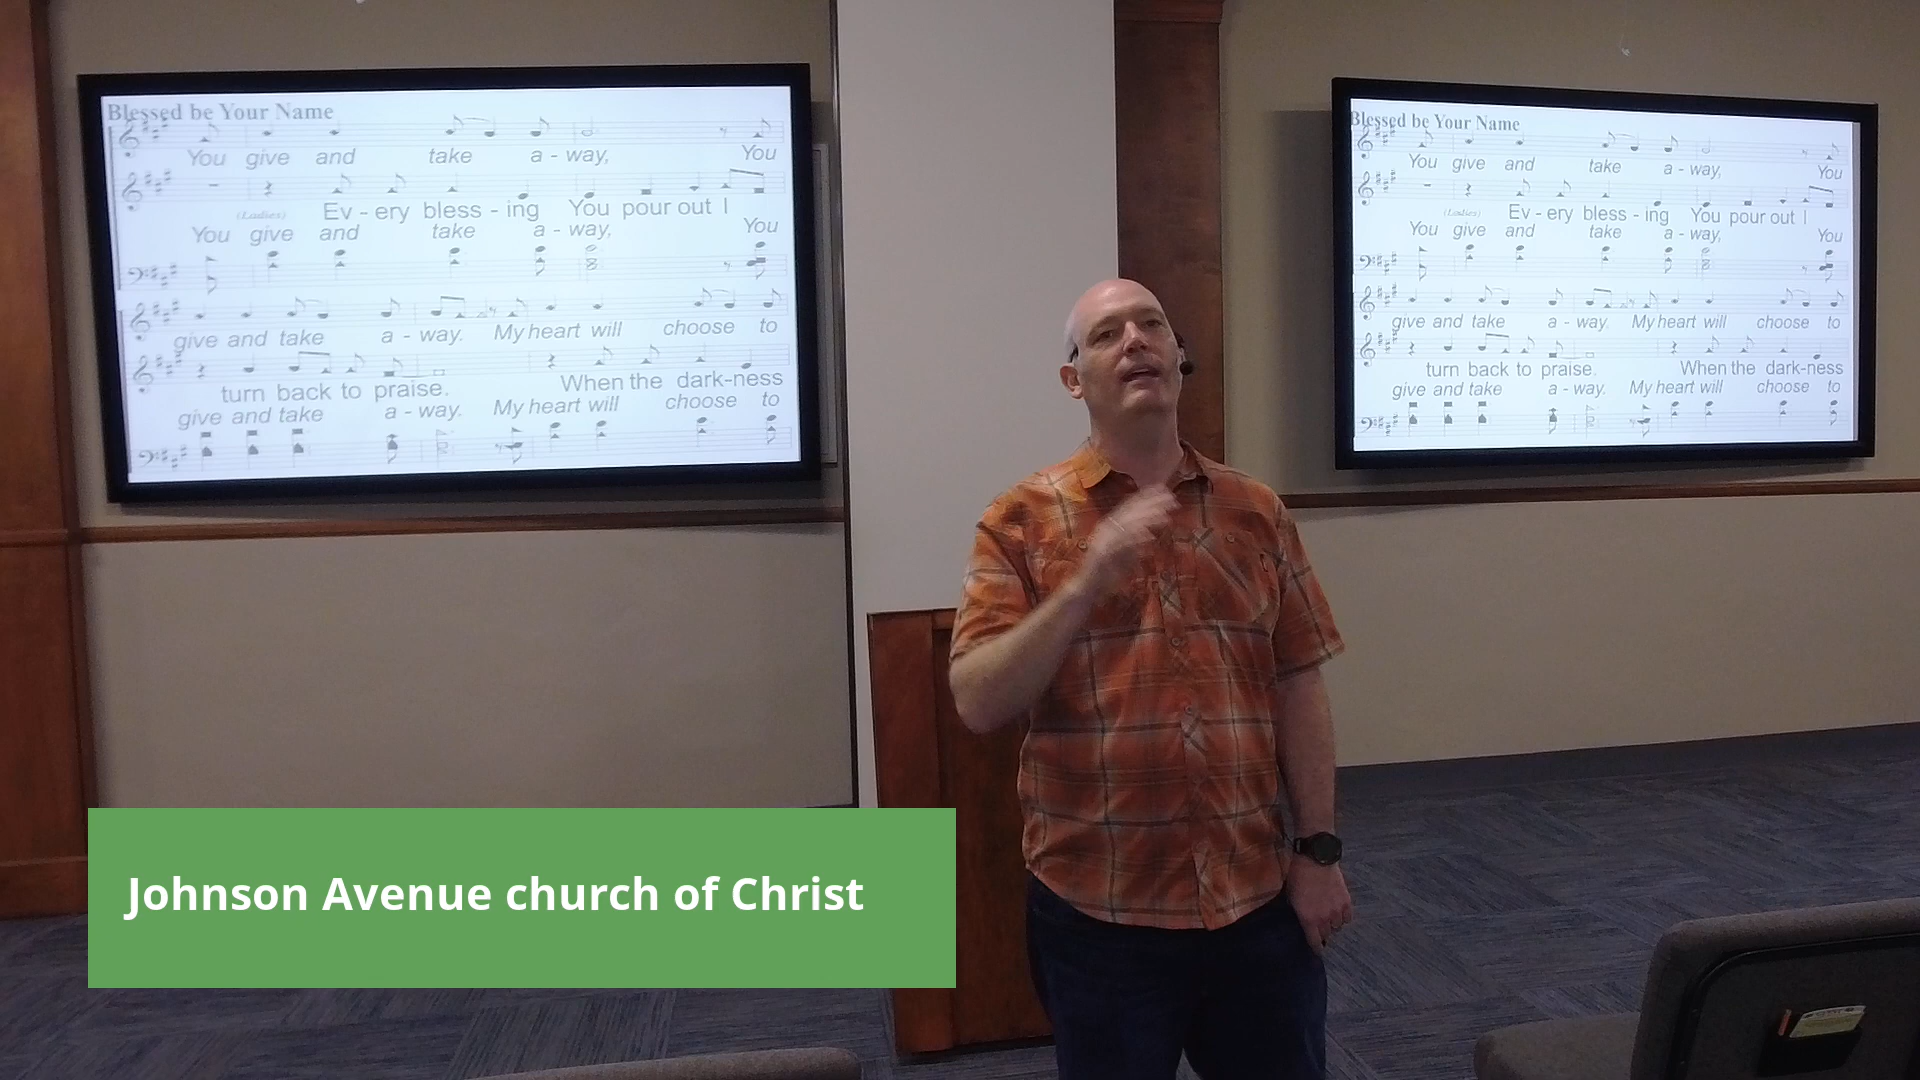 Blessed be Your Name
You give and take a - way, You
(Ladies) Ev - ery bless - ing You pour out I
You give and take a - way, You
give and take a - way. My heart will choose to
turn back to praise. When the dark-ness
give and take a - way. My heart will choose to
Blessed be Your Name
You give and take a - way, You
(Ladies) Ev - ery bless - ing You pour out I
You give and take a - way, You
give and take a - way. My heart will choose to
turn back to praise. When the dark-ness
give and take a - way. My heart will choose to
Johnson Avenue church of Christ